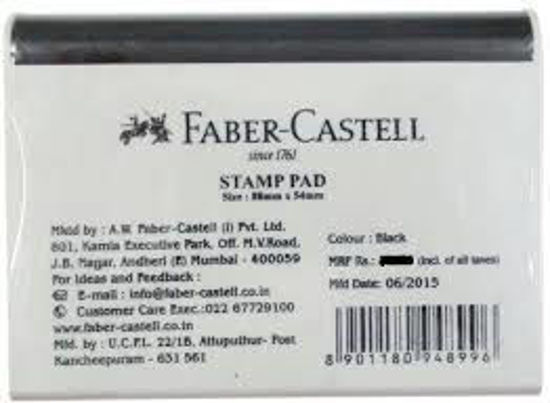 FABER-CASTELL
since 1761
STAMP PAD
Size : 88mm x 54mm
Mktd by : A.W. Faber-Castell (I) Pvt. Ltd.
801, Kamla Executive Park, Off. M.V.Road,
J.B. Nagar, Andheri (E) Mumbai - 400059
For Ideas and Feedback :
E-mail : info@faber-castell.co.in
Customer Care Exec.:022 67729100
www.faber-castell.co.in
Mfd. by : U.C.P.L. 22/1B, Attuputhur- Post
Kancheepuram - 631 561
Colour : Black
MRP Rs.: (Incl. of all taxes)
Mfd Date: 06/2015
8 901180 948996